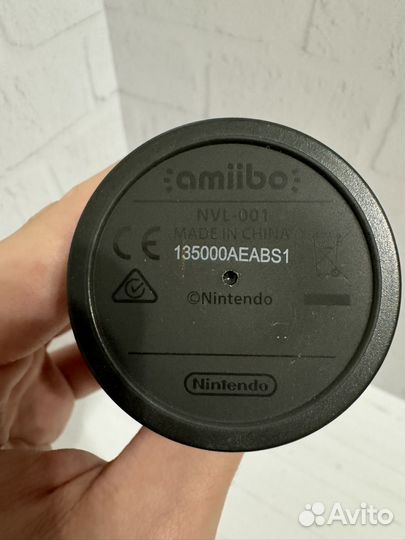 amiibo
NVL-001
MADE IN CHINA
CE
135000AEABS1
©Nintendo
Nintendo
Avito